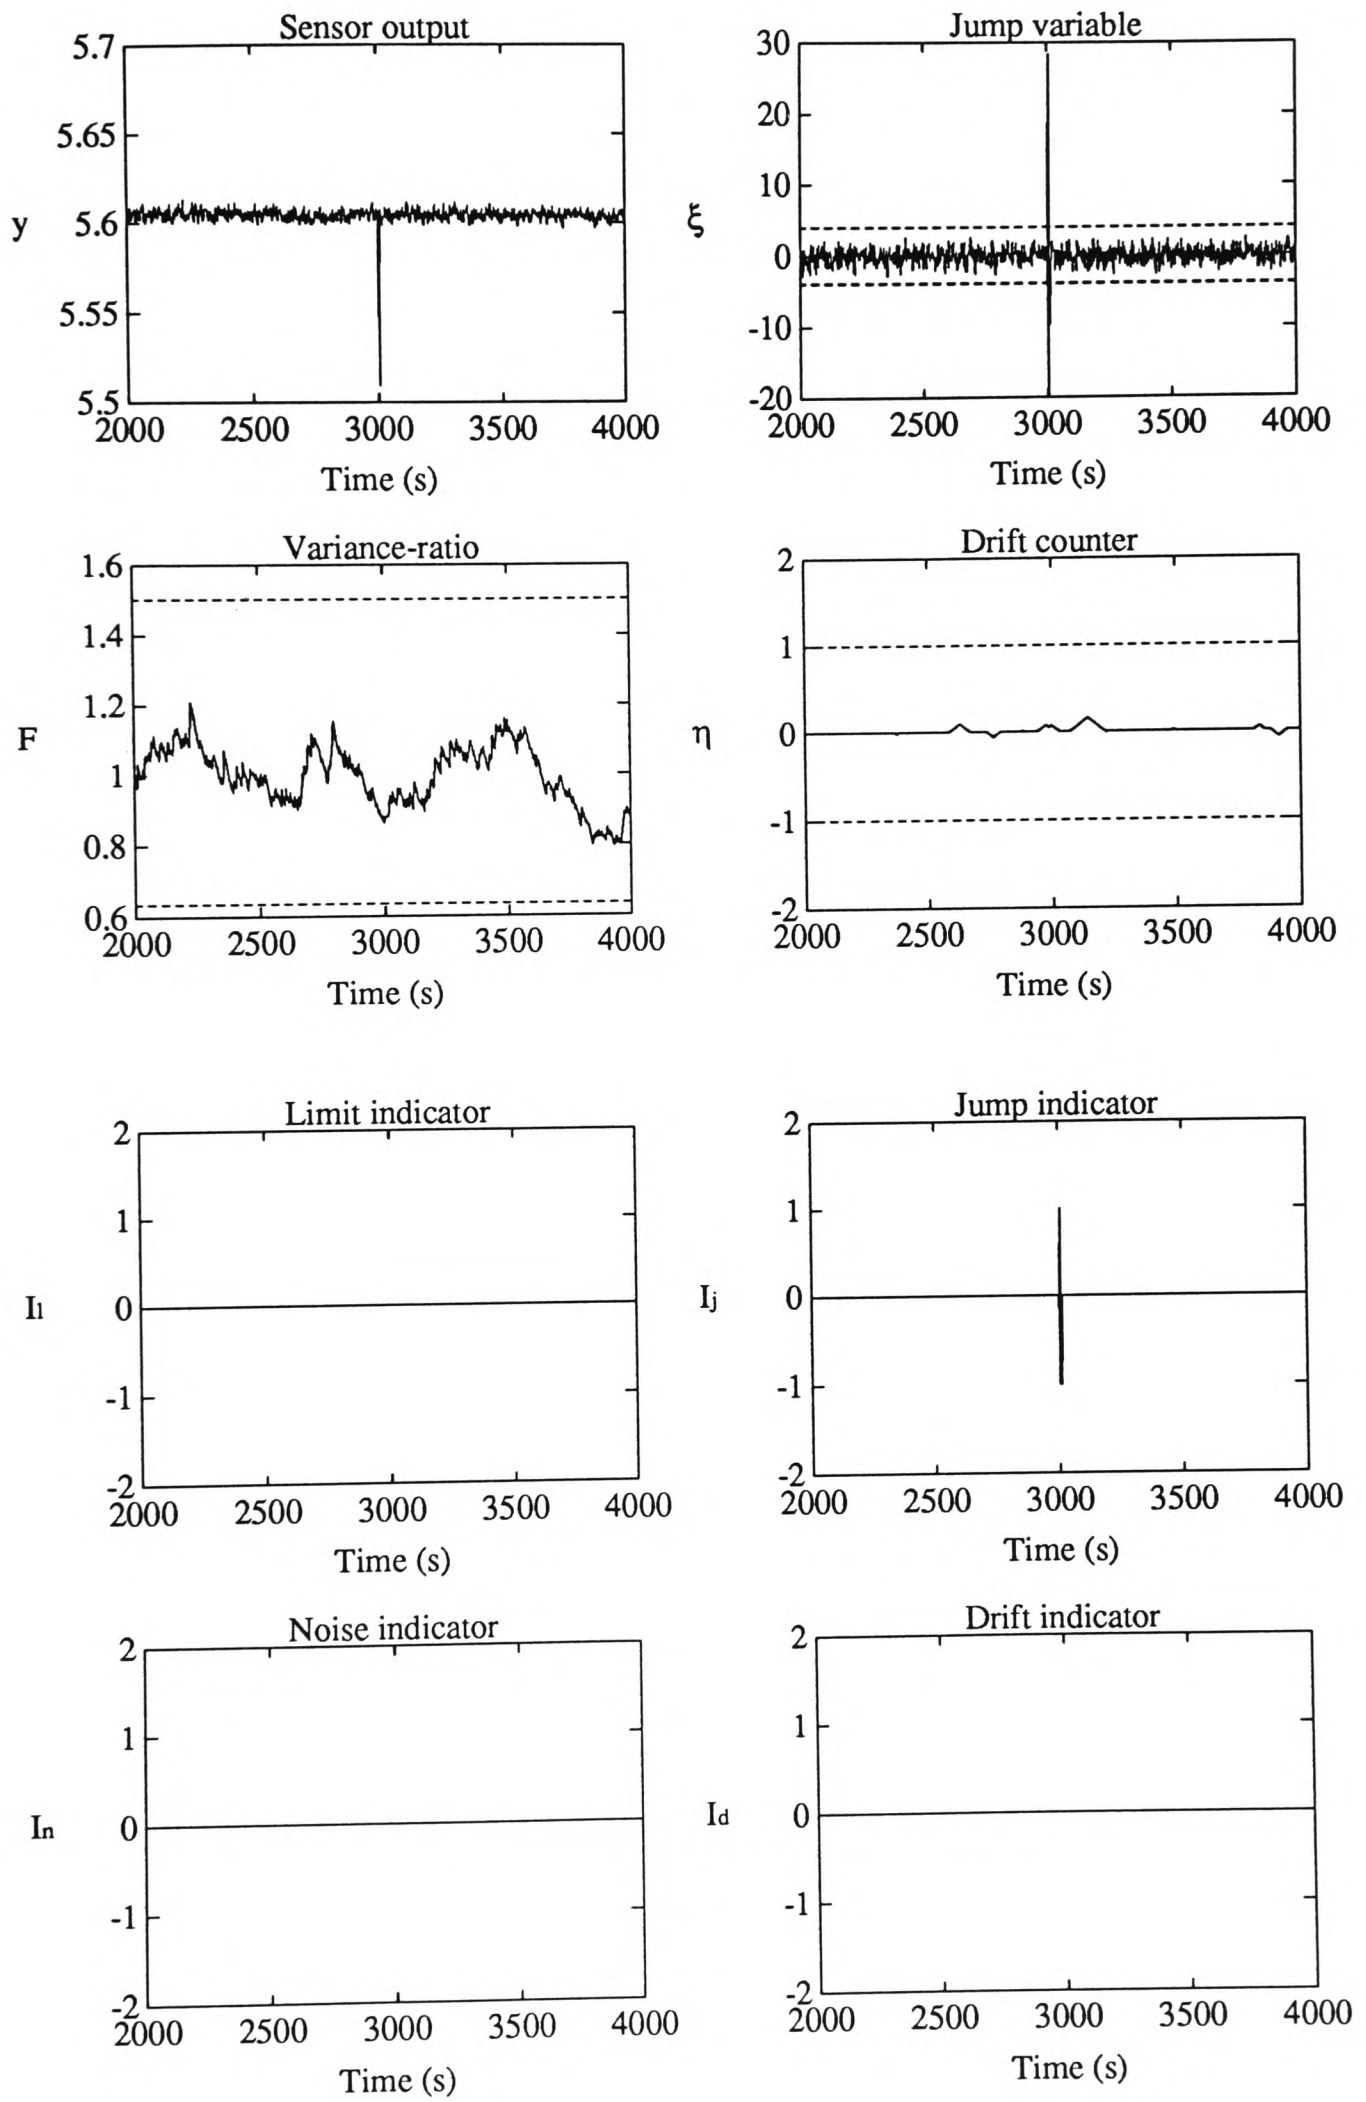 Sensor output
5.7
5.65
5.6
5.55
5.5
y
2000 2500 3000 3500 4000
Time (s)
Jump variable
30
20
10
0
-10
-20
ξ
2000 2500 3000 3500 4000
Time (s)
Variance-ratio
1.6
1.4
1.2
1
0.8
0.6
F
2000 2500 3000 3500 4000
Time (s)
Drift counter
2
1
0
-1
-2
η
2000 2500 3000 3500 4000
Time (s)
Limit indicator
2
1
0
-1
-2
Il
2000 2500 3000 3500 4000
Time (s)
Jump indicator
2
1
0
-1
-2
Ij
2000 2500 3000 3500 4000
Time (s)
Noise indicator
2
1
0
-1
-2
In
2000 2500 3000 3500 4000
Time (s)
Drift indicator
2
1
0
-1
-2
Id
2000 2500 3000 3500 4000
Time (s)